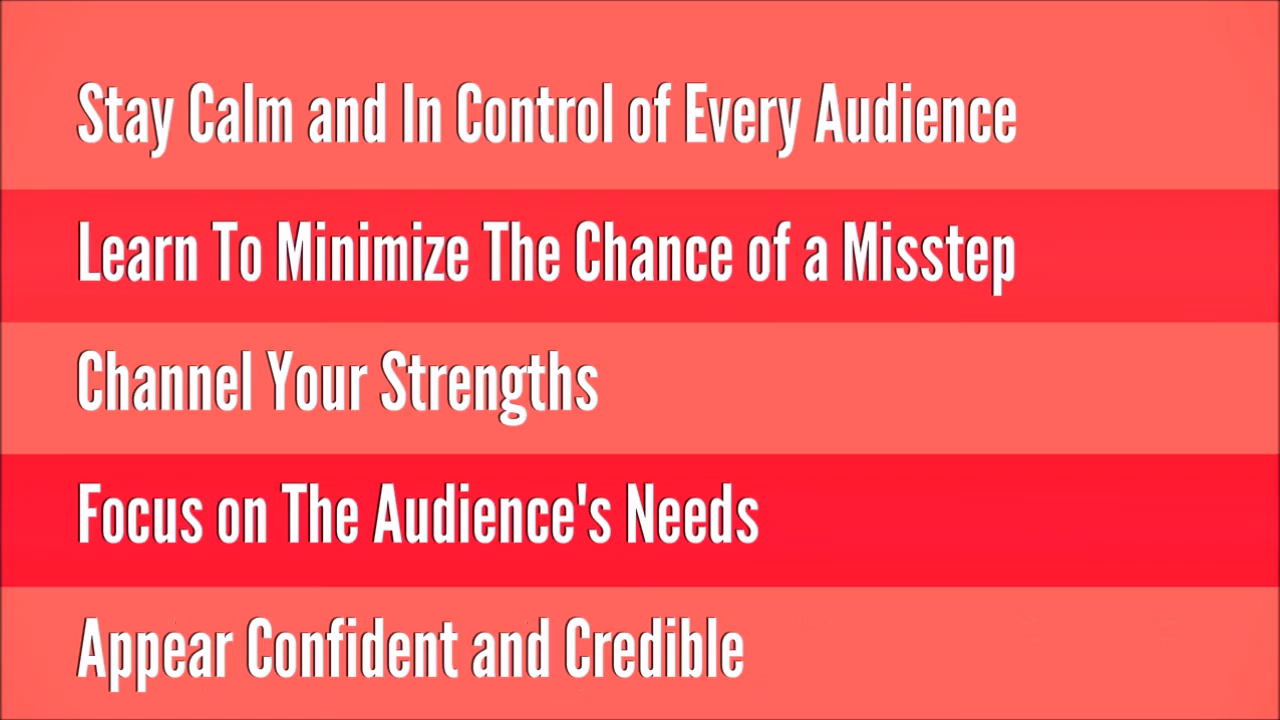 Stay Calm and In Control of Every Audience
Learn To Minimize The Chance of a Misstep
Channel Your Strengths
Focus on The Audience's Needs
Appear Confident and Credible